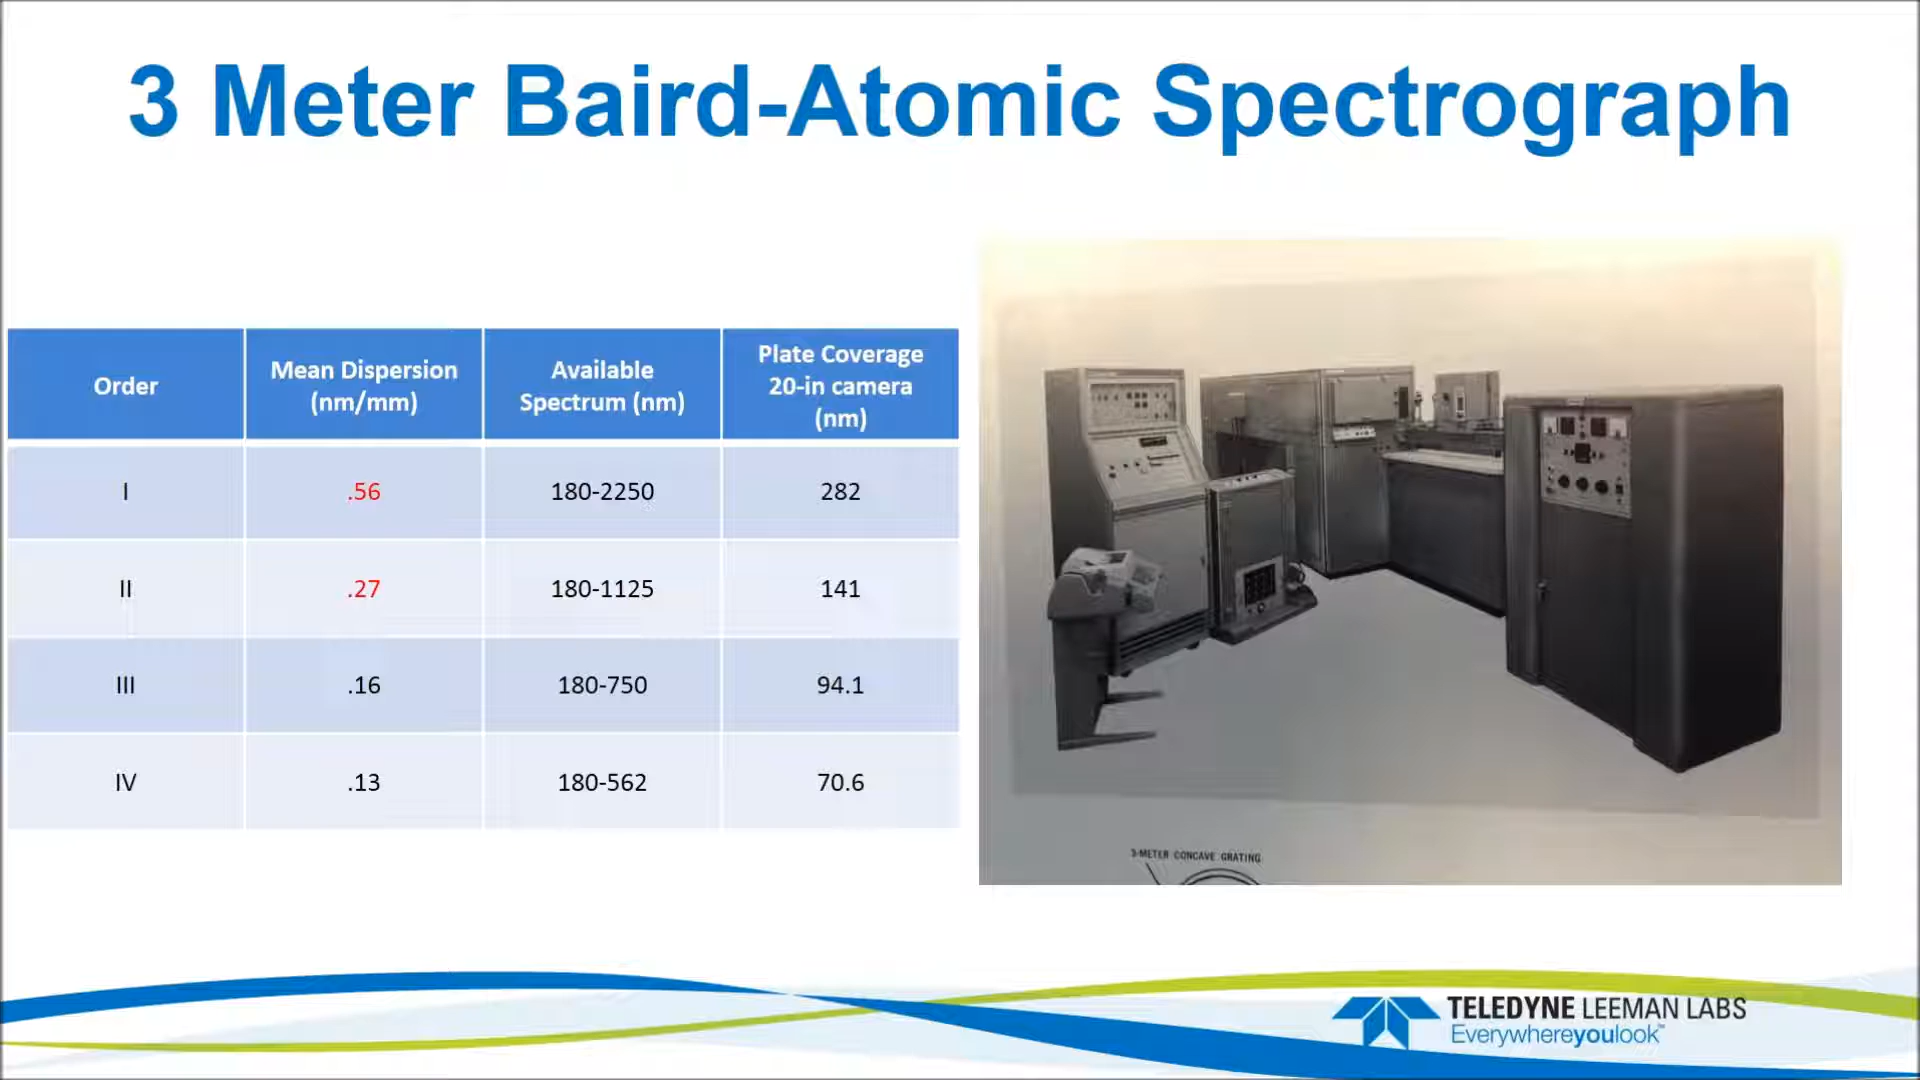 3 Meter Baird-Atomic Spectrograph
Order
Mean Dispersion
(nm/mm)
Available
Spectrum (nm)
Plate Coverage
20-in camera
(nm)
I
.56
180-2250
282
II
.27
180-1125
141
III
.16
180-750
94.1
IV
.13
180-562
70.6
3-METER CONCAVE GRATING
TELEDYNE LEEMAN LABS
Everywhereyoulook™